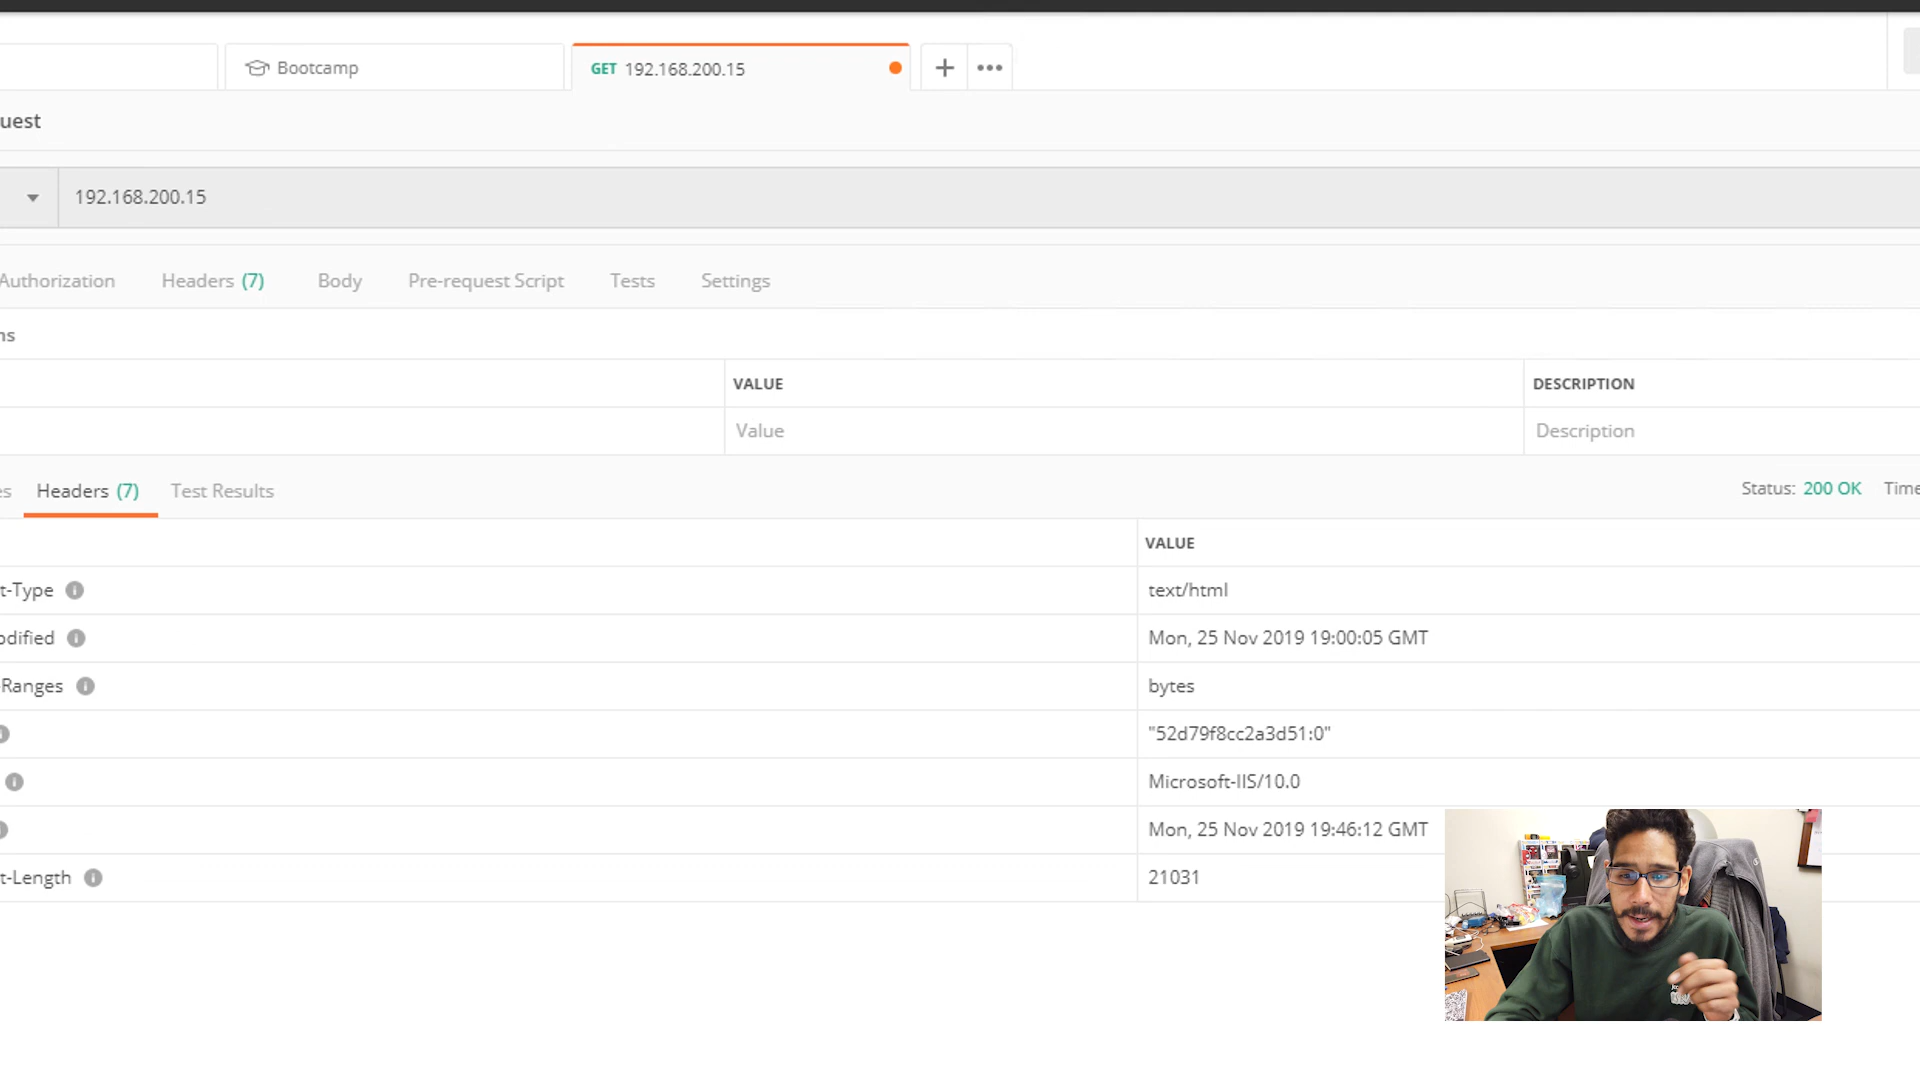 Bootcamp
GET 192.168.200.15
uest
192.168.200.15
Authorization Headers (7) Body Pre-request Script Tests Settings
ns
VALUE DESCRIPTION
Value Description
es Headers (7) Test Results Status: 200 OK Time
VALUE
t-Type text/html
odified Mon, 25 Nov 2019 19:00:05 GMT
-Ranges bytes
"52d79f8cc2a3d51:0"
Microsoft-IIS/10.0
Mon, 25 Nov 2019 19:46:12 GMT
t-Length 21031